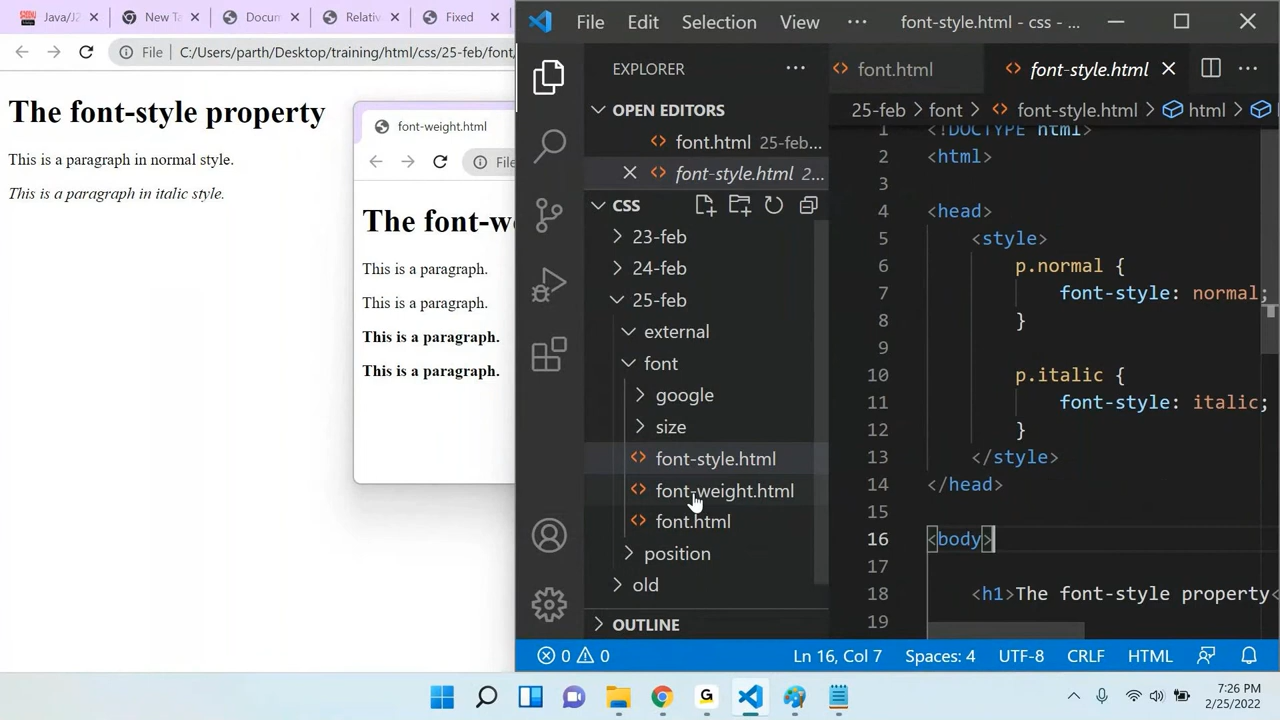 Java/J2
New Ta
Docum
Relativ
Fixed
File C:/Users/parth/Desktop/training/html/css/25-feb/font,
The font-style property
This is a paragraph in normal style.
This is a paragraph in italic style.
font-weight.html
File
The font-we
This is a paragraph.
This is a paragraph.
This is a paragraph.
This is a paragraph.
File Edit Selection View ··· font-style.html - css - ...
EXPLORER
OPEN EDITORS
font.html 25-feb...
font-style.html 2...
CSS
23-feb
24-feb
25-feb
external
font
google
size
font-style.html
font-weight.html
font.html
position
old
OUTLINE
font.html
font-style.html
25-feb > font > font-style.html > html >
1 <!DOCTYPE html>
2 <html>
3
4 <head>
5 <style>
6 p.normal {
7 font-style: normal;
8 }
9
10 p.italic {
11 font-style: italic;
12 }
13 </style>
14 </head>
15
16 <body>
17
18 <h1>The font-style property<
19
0 0 Ln 16, Col 7 Spaces: 4 UTF-8 CRLF HTML
7:26 PM
2/25/2022